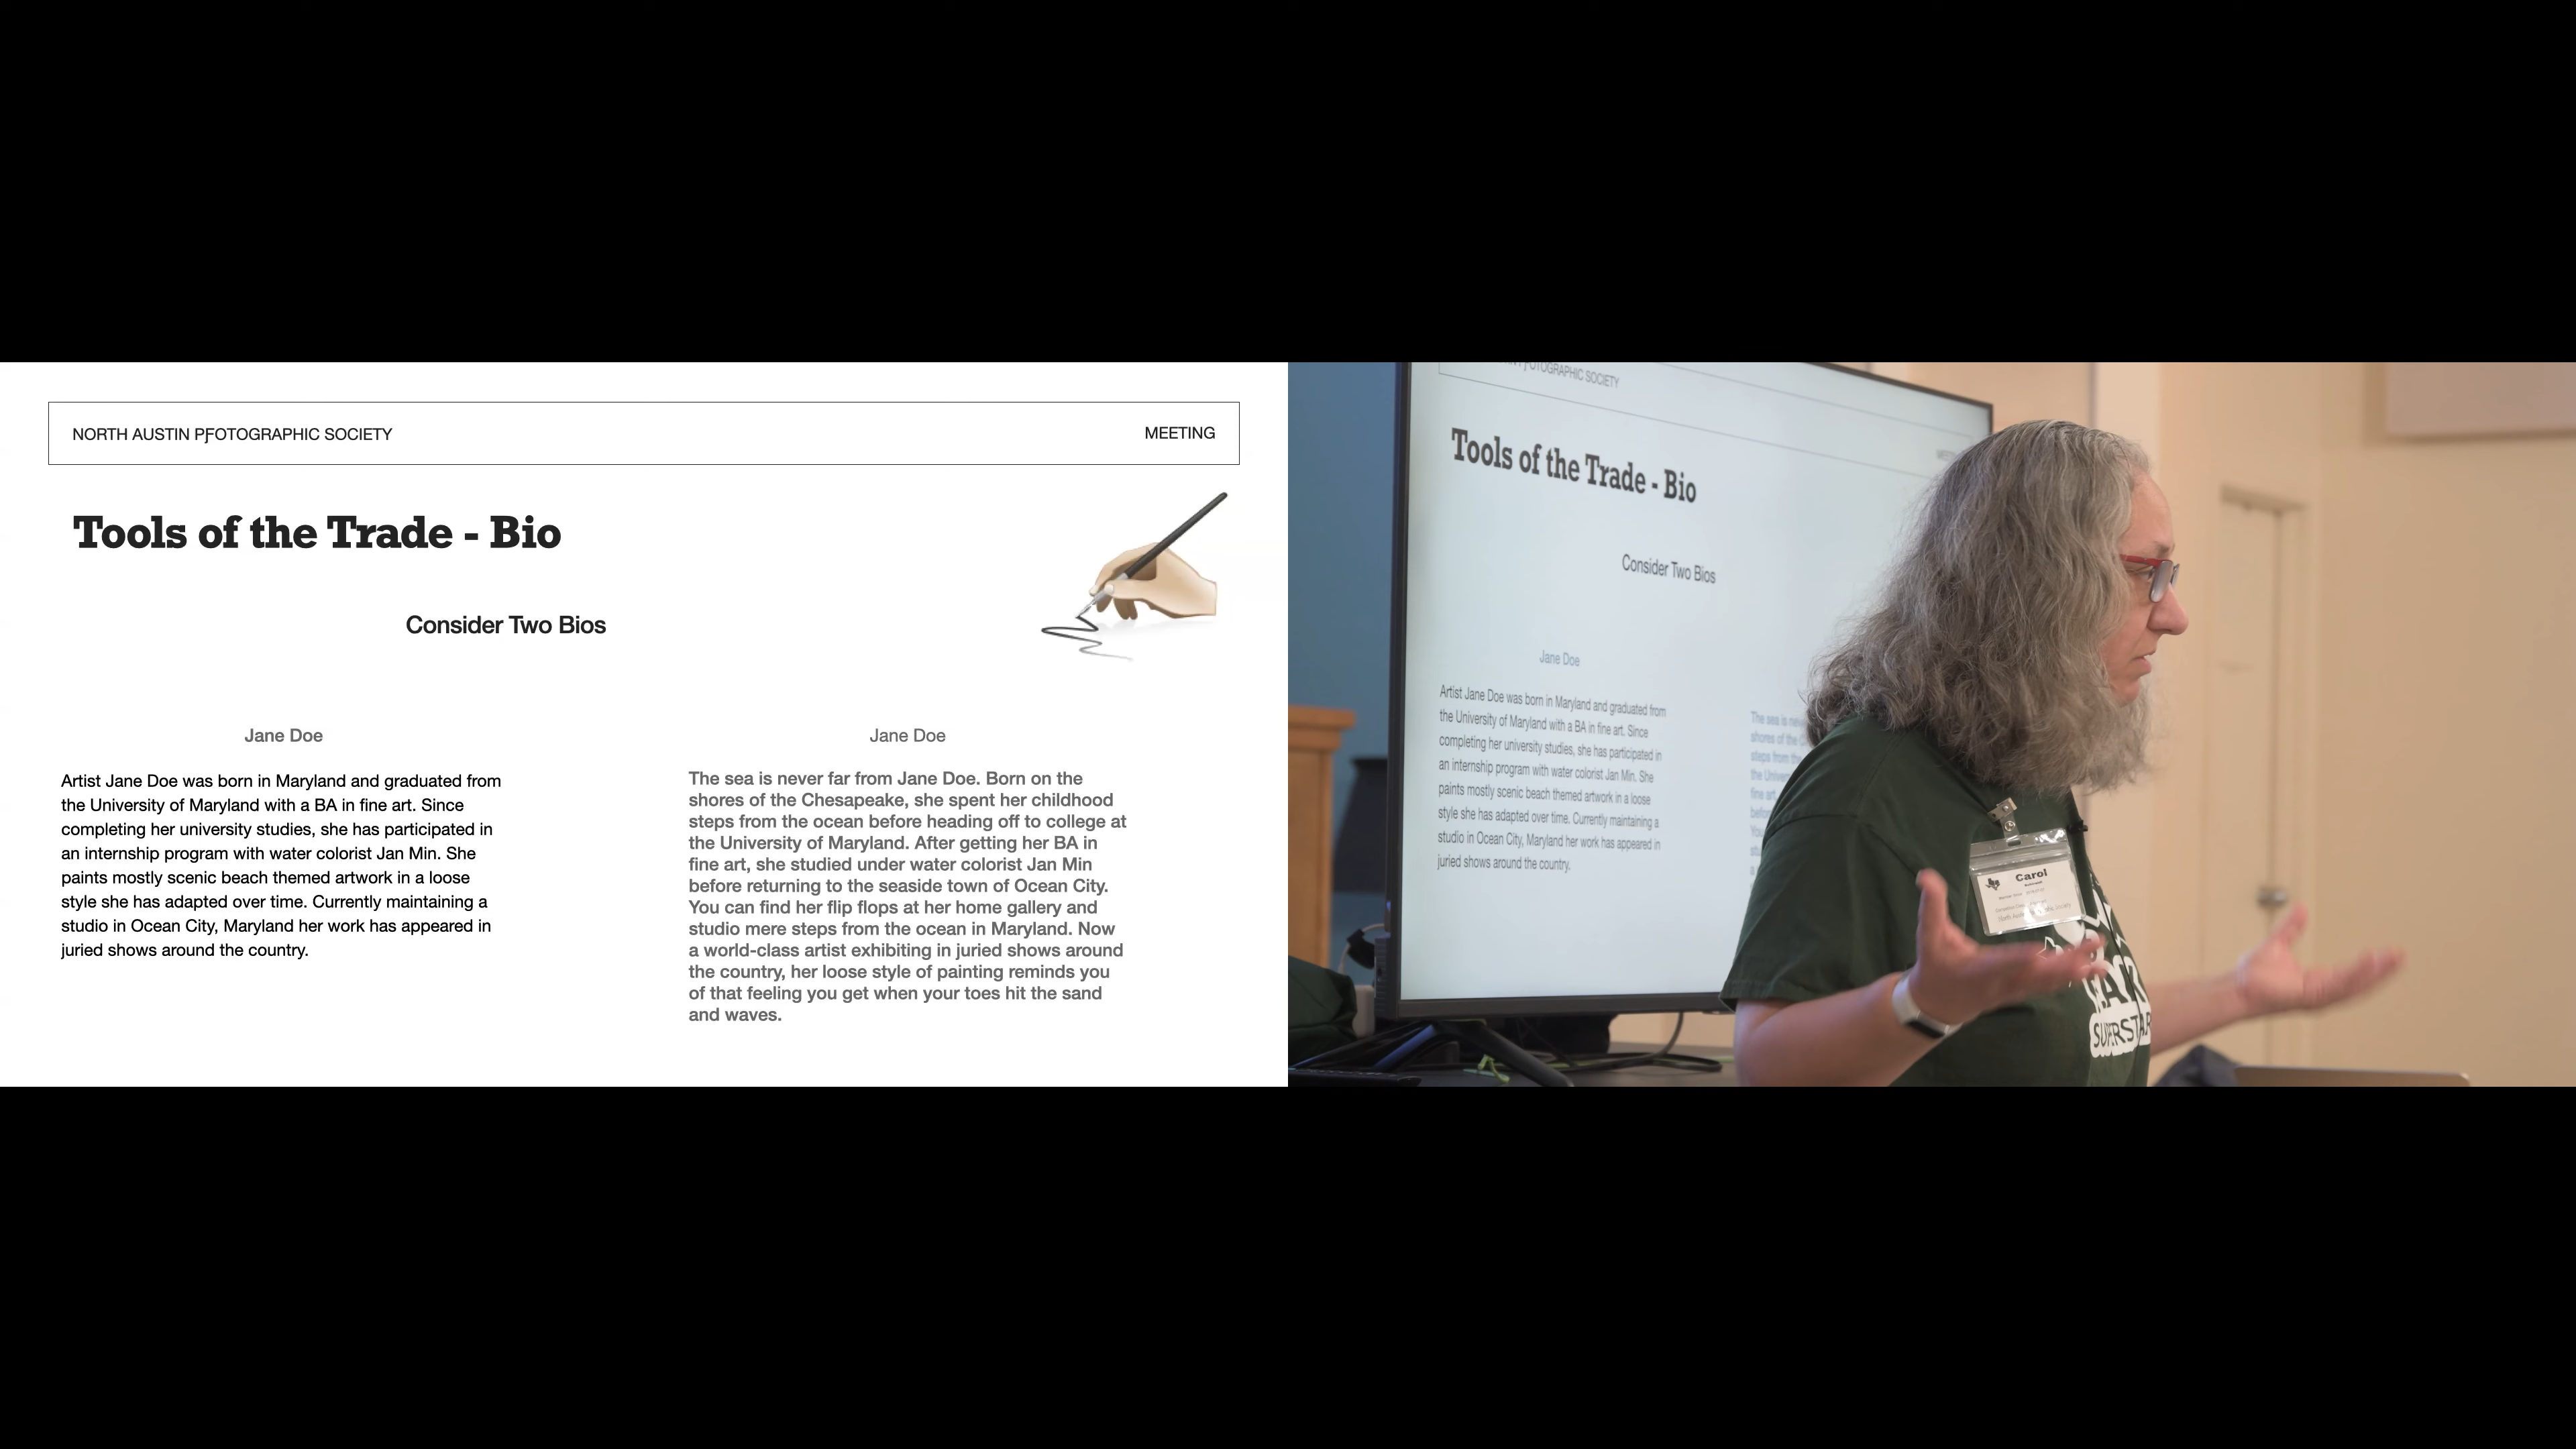 NORTH AUSTIN PƒOTOGRAPHIC SOCIETY
MEETING
Tools of the Trade - Bio
Consider Two Bios
Jane Doe
Artist Jane Doe was born in Maryland and graduated from
the University of Maryland with a BA in fine art. Since
completing her university studies, she has participated in
an internship program with water colorist Jan Min. She
paints mostly scenic beach themed artwork in a loose
style she has adapted over time. Currently maintaining a
studio in Ocean City, Maryland her work has appeared in
juried shows around the country.
Jane Doe
The sea is never far from Jane Doe. Born on the
shores of the Chesapeake, she spent her childhood
steps from the ocean before heading off to college at
the University of Maryland. After getting her BA in
fine art, she studied under water colorist Jan Min
before returning to the seaside town of Ocean City.
You can find her flip flops at her home gallery and
studio mere steps from the ocean in Maryland. Now
a world-class artist exhibiting in juried shows around
the country, her loose style of painting reminds you
of that feeling you get when your toes hit the sand
and waves.
OTOGRAPHIC SOCIETY
Tools of the Trade - Bio
Consider Two Bios
Jane Doe
Artist Jane Doe was born in Maryland and graduated from
the University of Maryland with a BA in fine art. Since
completing her university studies, she has participated in
an internship program with water colorist Jan Min. She
paints mostly scenic beach themed artwork in a loose
style she has adapted over time. Currently maintaining a
studio in Ocean City, Maryland her work has appeared in
juried shows around the country.
The sea is
shores of the
steps from
the
fine art
Carol